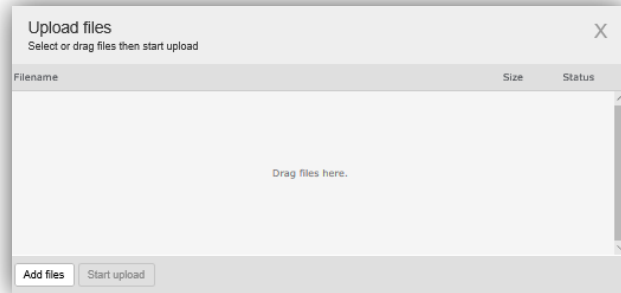 Upload files
X
Select or drag files then start upload
Filename Size Status
Drag files here.
Add files Start upload